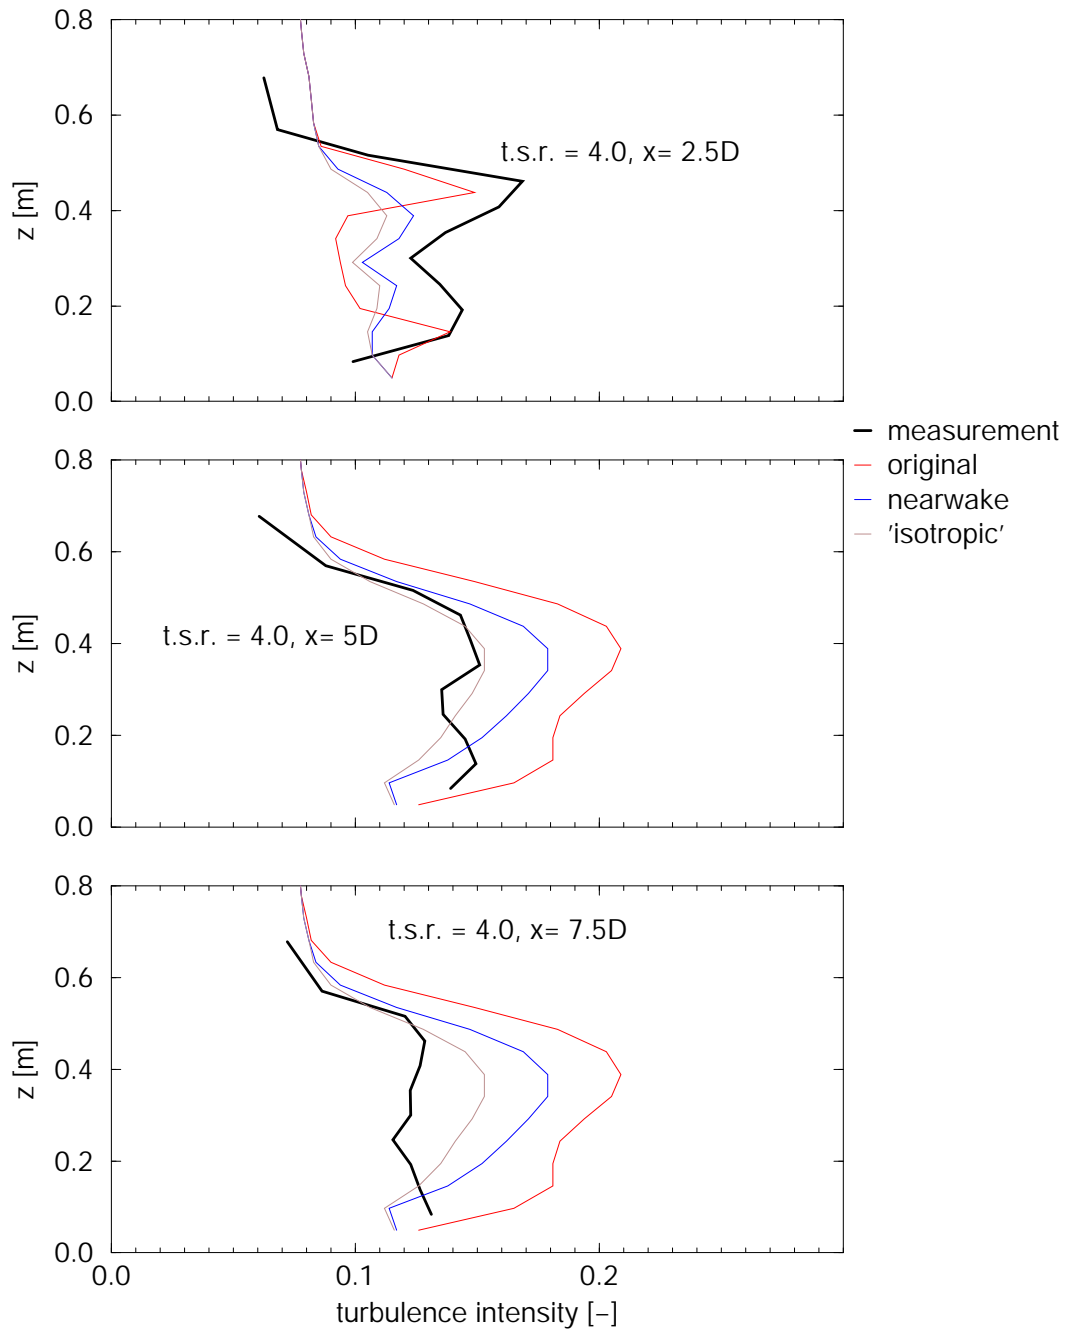 0.8
0.6
0.4
0.2
0.0
z [m]
t.s.r. = 4.0, x= 2.5D
measurement
original
nearwake
'isotropic'
0.8
0.6
0.4
0.2
0.0
z [m]
t.s.r. = 4.0, x= 5D
0.8
0.6
0.4
0.2
0.0
z [m]
t.s.r. = 4.0, x= 7.5D
0.0 0.1 0.2
turbulence intensity [−]